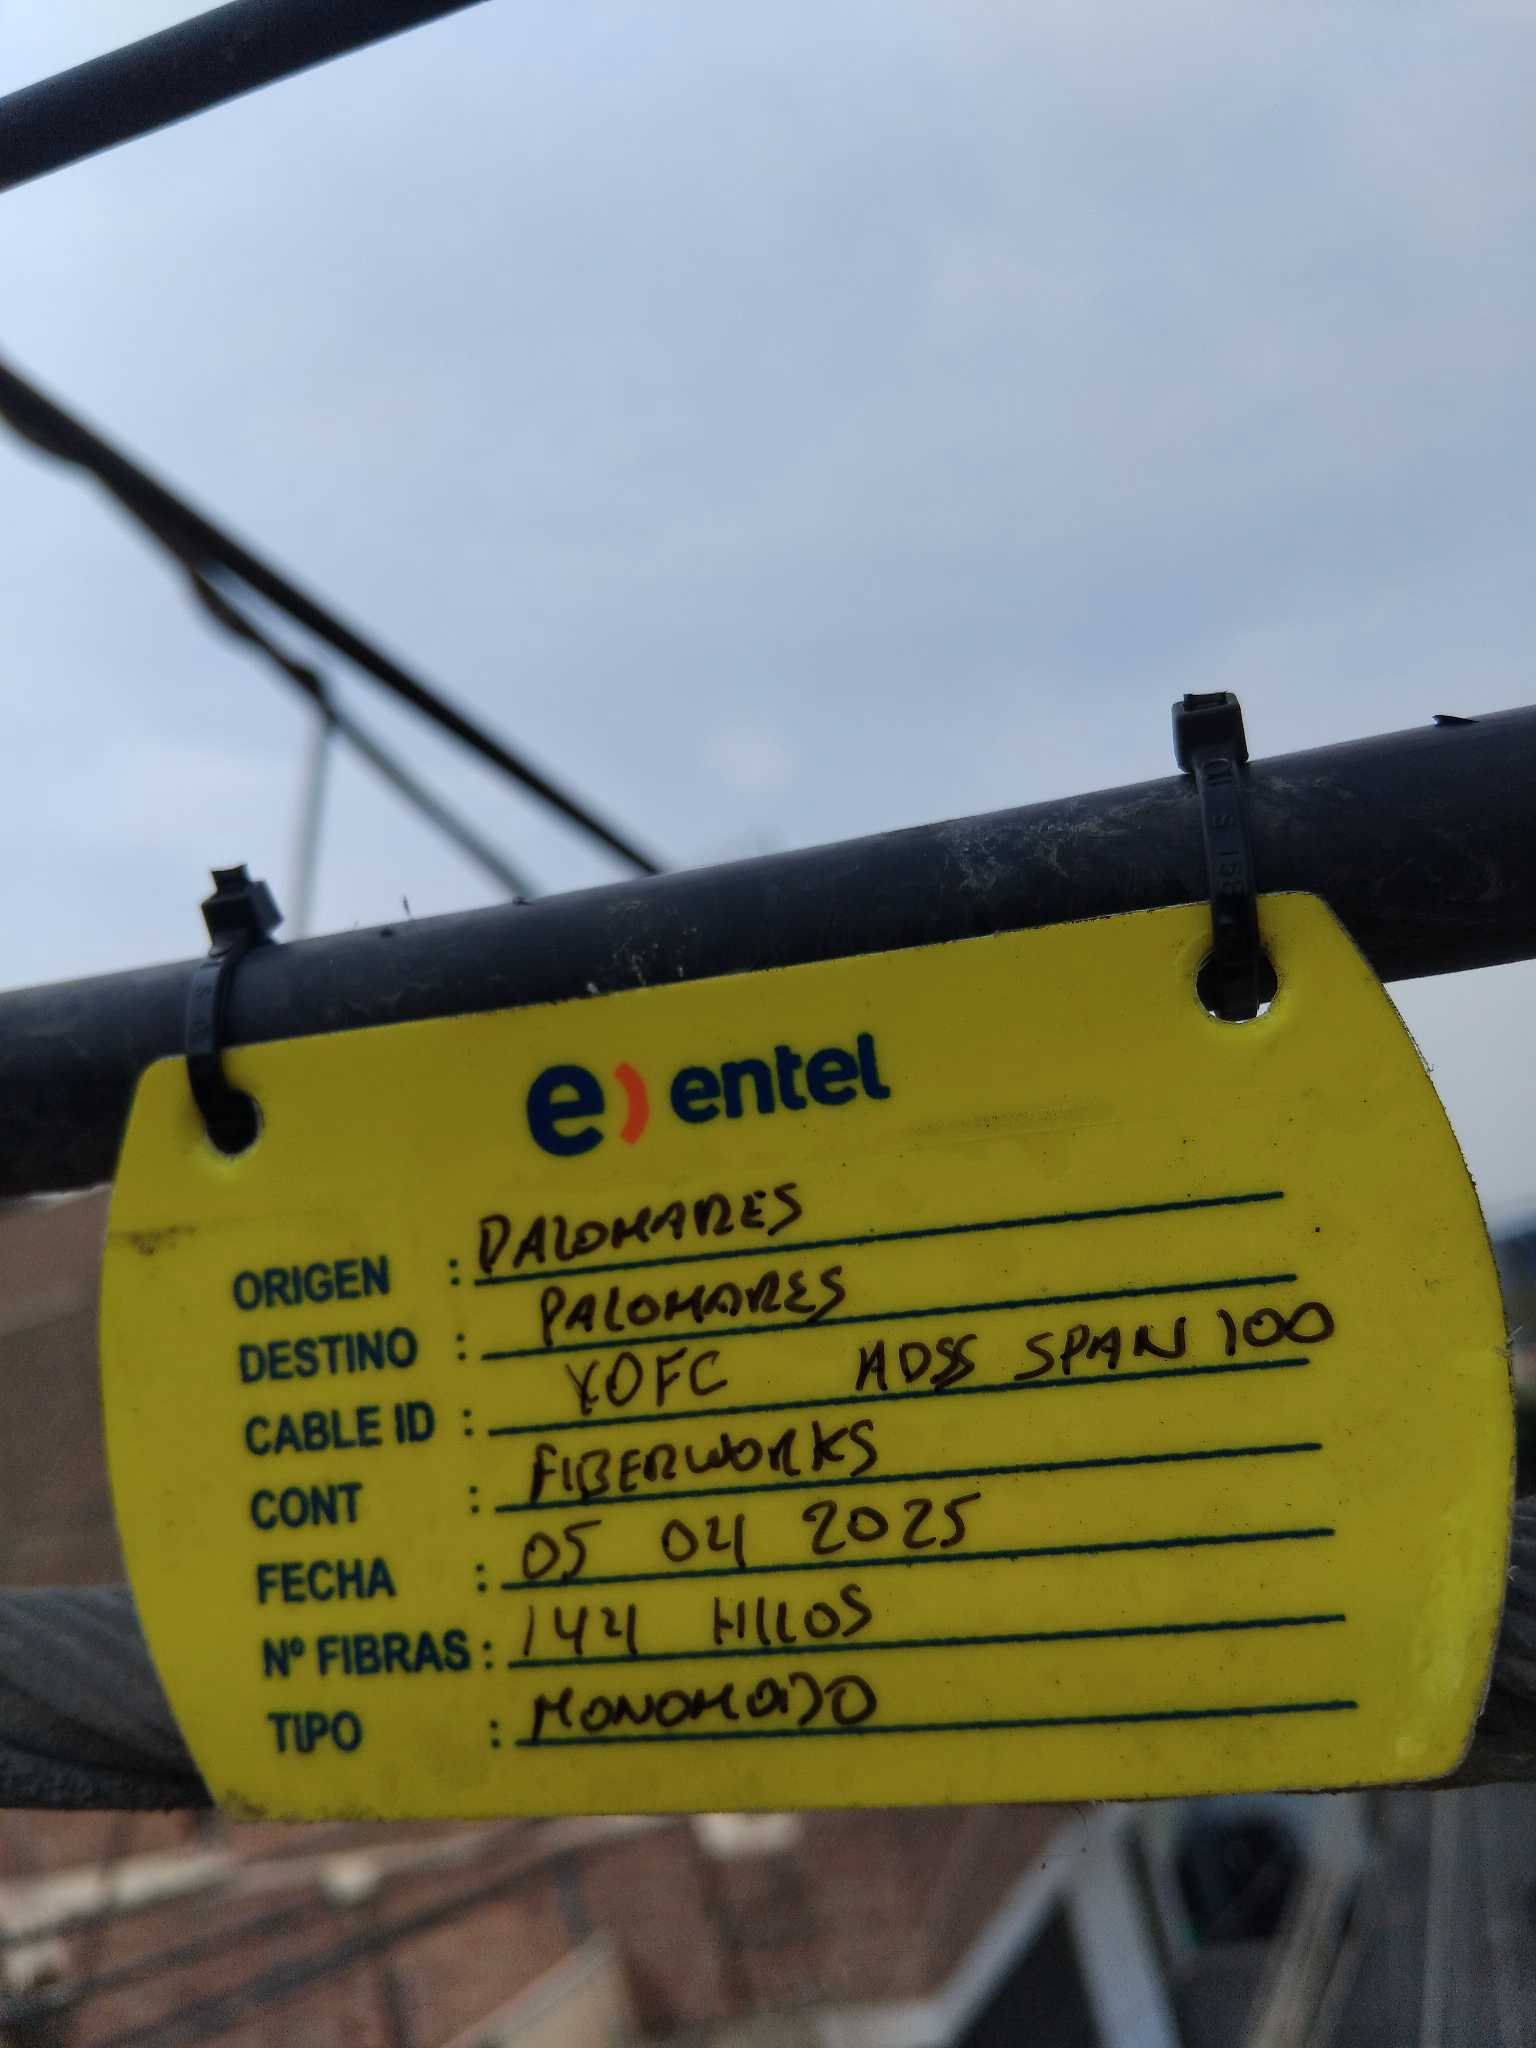 e) entel
ORIGEN : PALOMARES
DESTINO : PALOMARES
CABLE ID : YOFC ADSS SPAN 100
CONT : FIBERWORKS
FECHA : 05 04 2025
Nº FIBRAS : 144 HILOS
TIPO : MONOMODO